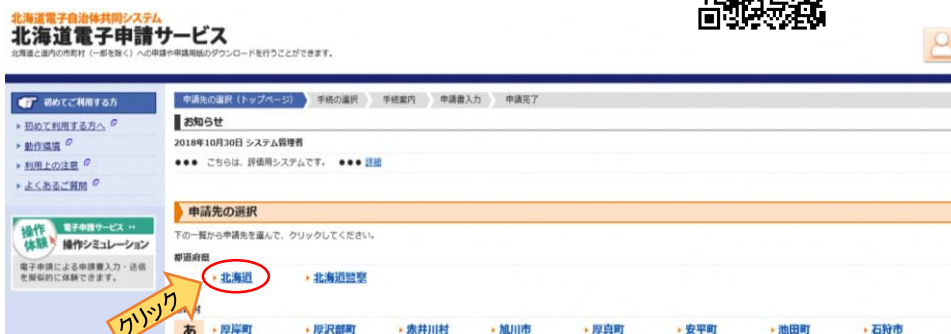 北海道電子自治体共同システム
北海道電子申請サービス
北海道と道内の市町村(一部を除く)への申請や申請用紙のダウンロードを行うことができます。
初めてご利用する方
初めて利用する方へ
動作環境
利用上の注意
よくあるご質問
操作体験
電子申請サービス
操作シミュレーション
電子申請による申請書入力・送信
を擬似的に体験できます。
申請先の選択(トップページ) 手続の選択 手続案内 申請書入力 申請完了
お知らせ
2018年10月30日 システム管理者
●●● こちらは、評価用システムです。 ●●● 詳細
申請先の選択
下の一覧から申請先を選んで、クリックしてください。
都道府県
北海道 北海道警察
クリック
村
あ 厚岸町 厚沢部町 赤井川村 旭川市 厚真町 安平町 池田町 石狩市